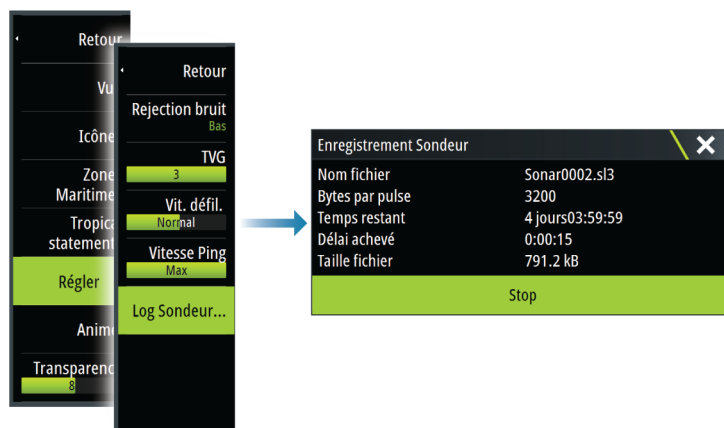 Retour
Vu
Icône
Zone
Maritime
Tropica
statement
Régler
Anim
Transparenc
8
Retour
Rejection bruit
Bas
TVG
3
Vit. défil.
Normal
Vitesse Ping
Max
Log Sondeur...
Enregistrement Sondeur
Nom fichier Sonar0002.sl3
Bytes par pulse 3200
Temps restant 4 jours03:59:59
Délai achevé 0:00:15
Taille fichier 791.2 kB
Stop